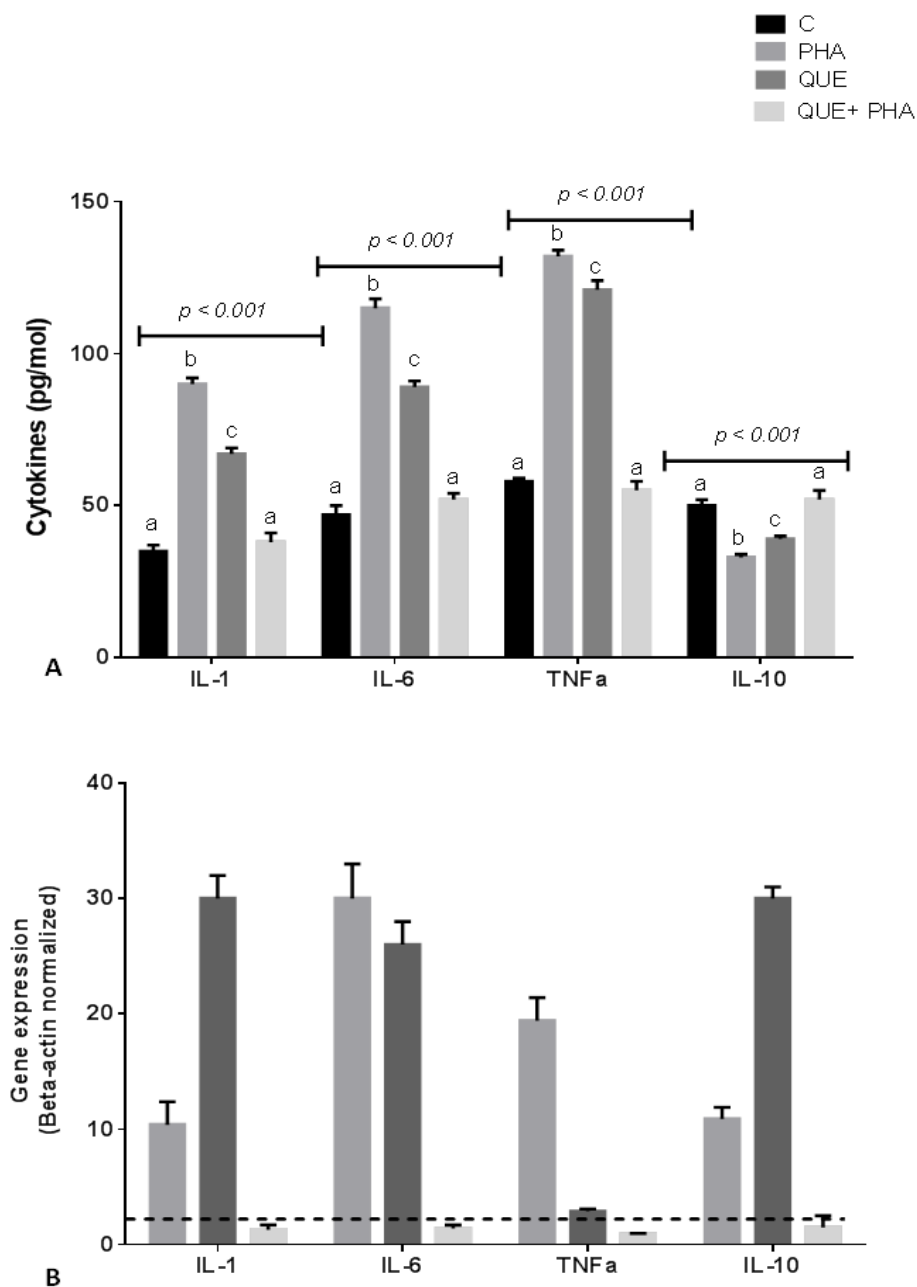 C
PHA
QUE
QUE+ PHA
150
100
50
0
Cytokines (pg/mol)
p < 0.001
p < 0.001
p < 0.001
p < 0.001
a
b
c
a
a
b
c
a
a
b
c
a
a
b
c
a
IL-1
IL-6
TNFa
IL-10
A
40
30
20
10
0
Gene expression
(Beta-actin normalized)
IL-1
IL-6
TNFa
IL-10
B